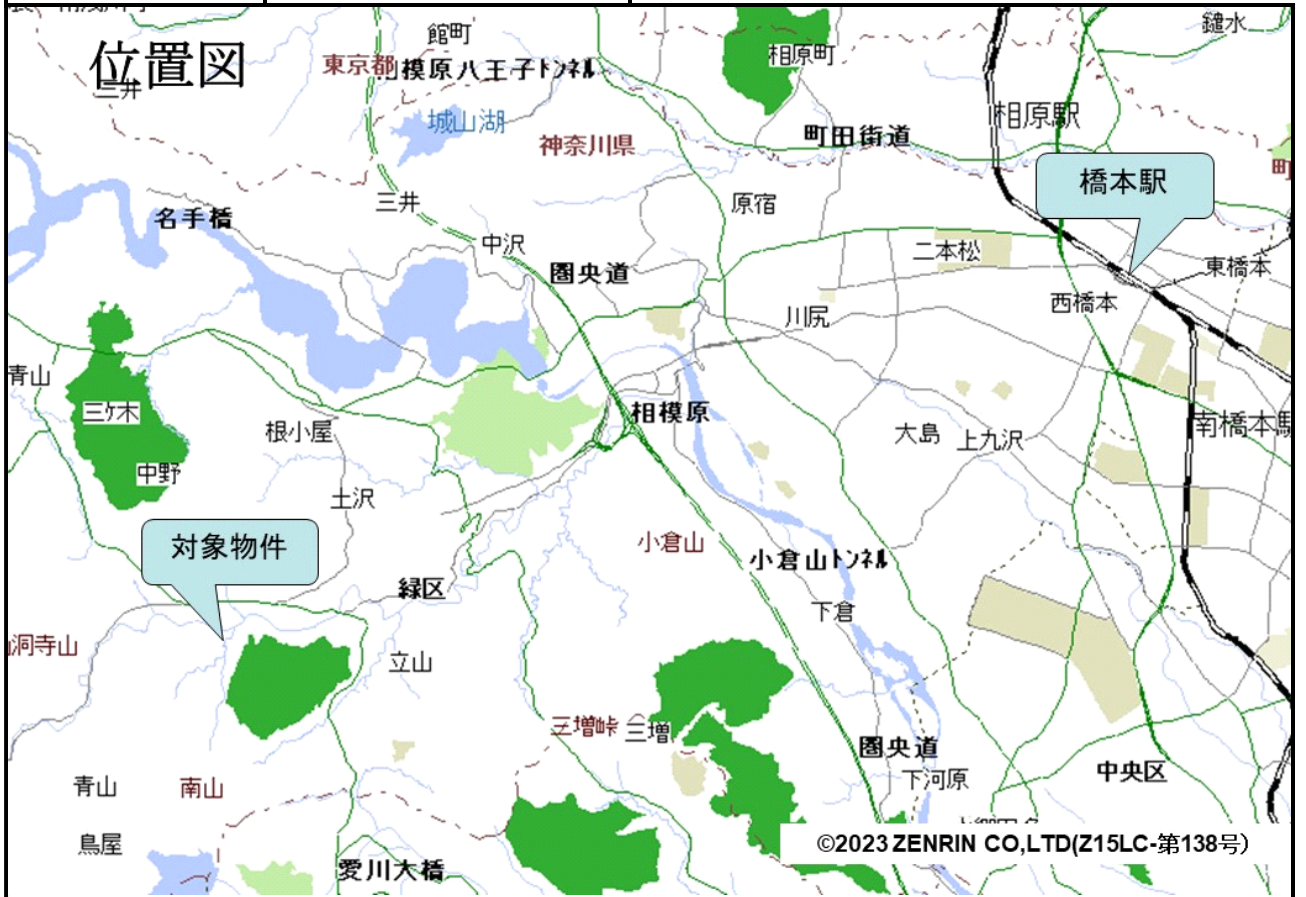 位置図
館町
鑓水
東京都
模原八王子トンネル
相原町
三井
城山湖
神奈川県
町田街道
相原駅
橋本駅
町
三井
原宿
名手橋
中沢
圏央道
二本松
東橋本
西橋本
川尻
青山
三ケ木
根小屋
相模原
大島
上九沢
南橋本駅
中野
土沢
対象物件
小倉山
小倉山トンネル
緑区
下倉
洞寺山
立山
三増峠
三増
圏央道
下河原
中央区
青山
南山
鳥屋
愛川大橋
©2023 ZENRIN CO,LTD(Z15LC-第138号)